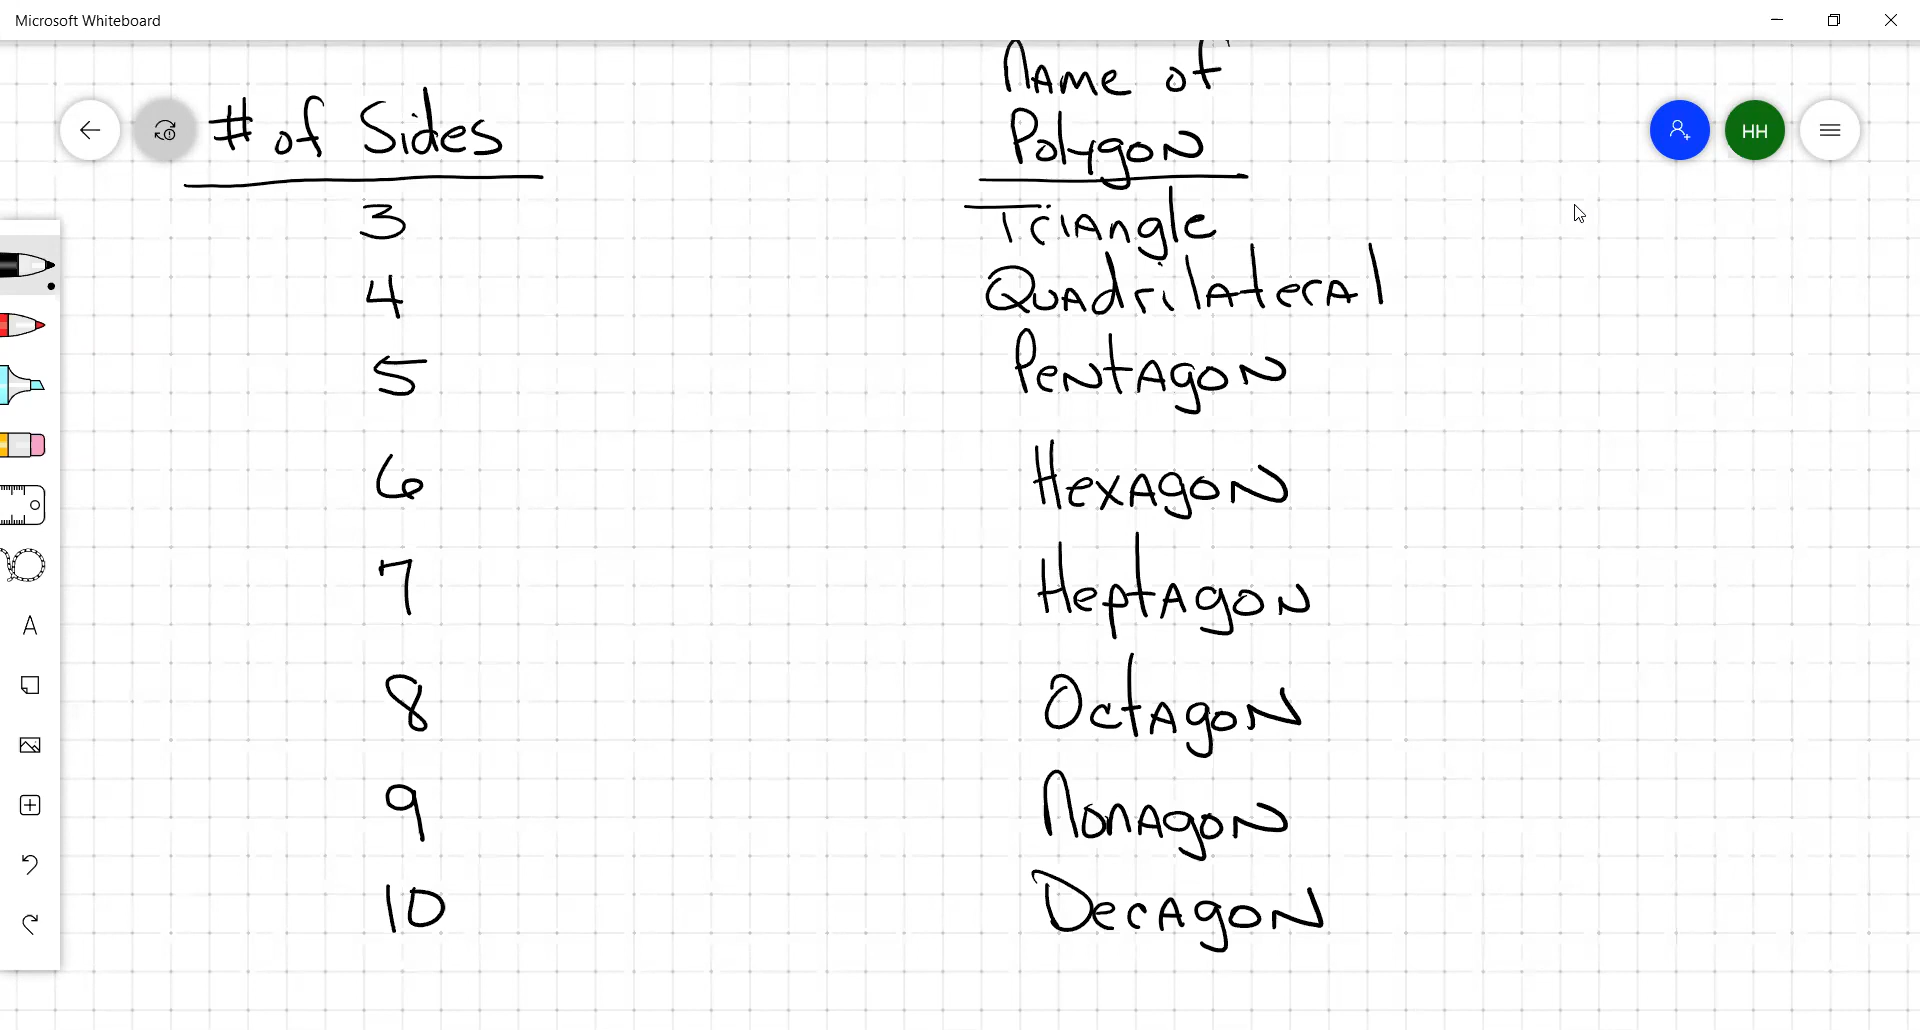 Microsoft Whiteboard
Name of
# of Sides
Polygon
HH
3 Triangle
4 Quadrilateral
5 Pentagon
6 Hexagon
7 Heptagon
A
8 Octagon
9 Nonagon
10 Decagon